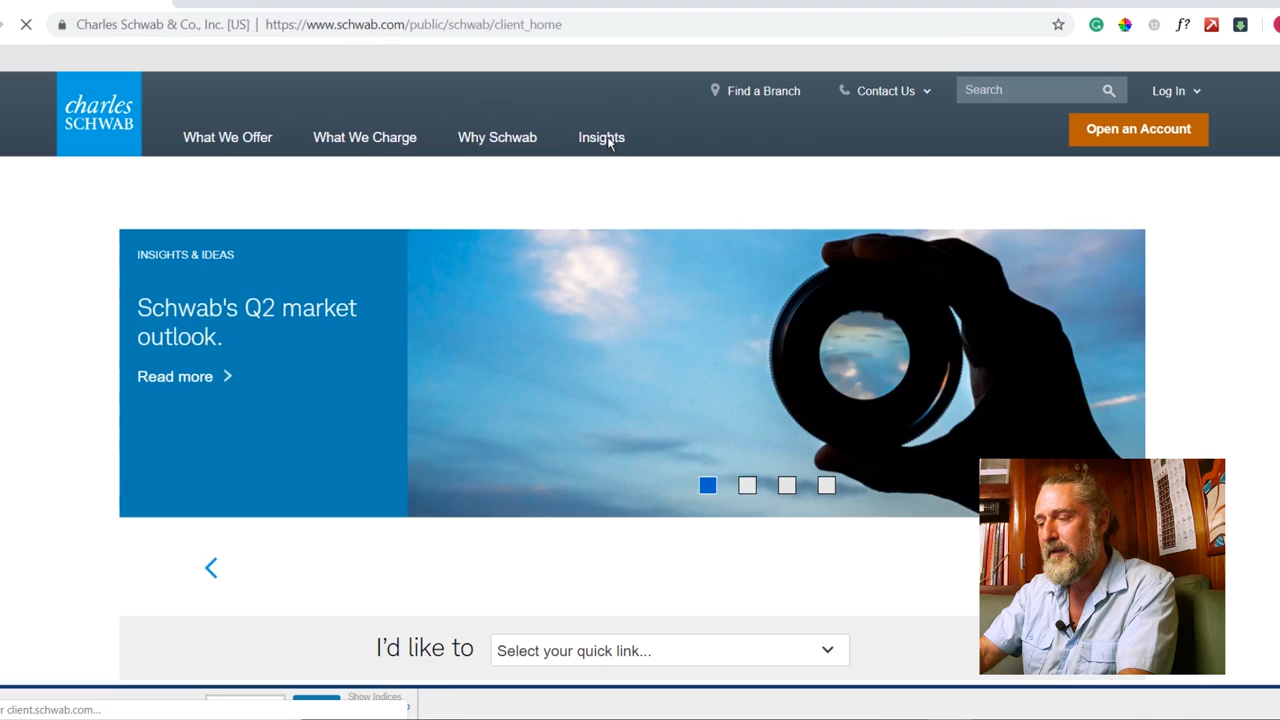 Charles Schwab & Co., Inc. [US] | https://www.schwab.com/public/schwab/client_home
f?
Find a Branch
Contact Us
Search
Log In
charles
SCHWAB
What We Offer
What We Charge
Why Schwab
Insights
Open an Account
INSIGHTS & IDEAS
Schwab's Q2 market
outlook.
Read more
I'd like to
Select your quick link...
Show Indices
r client.schwab.com...